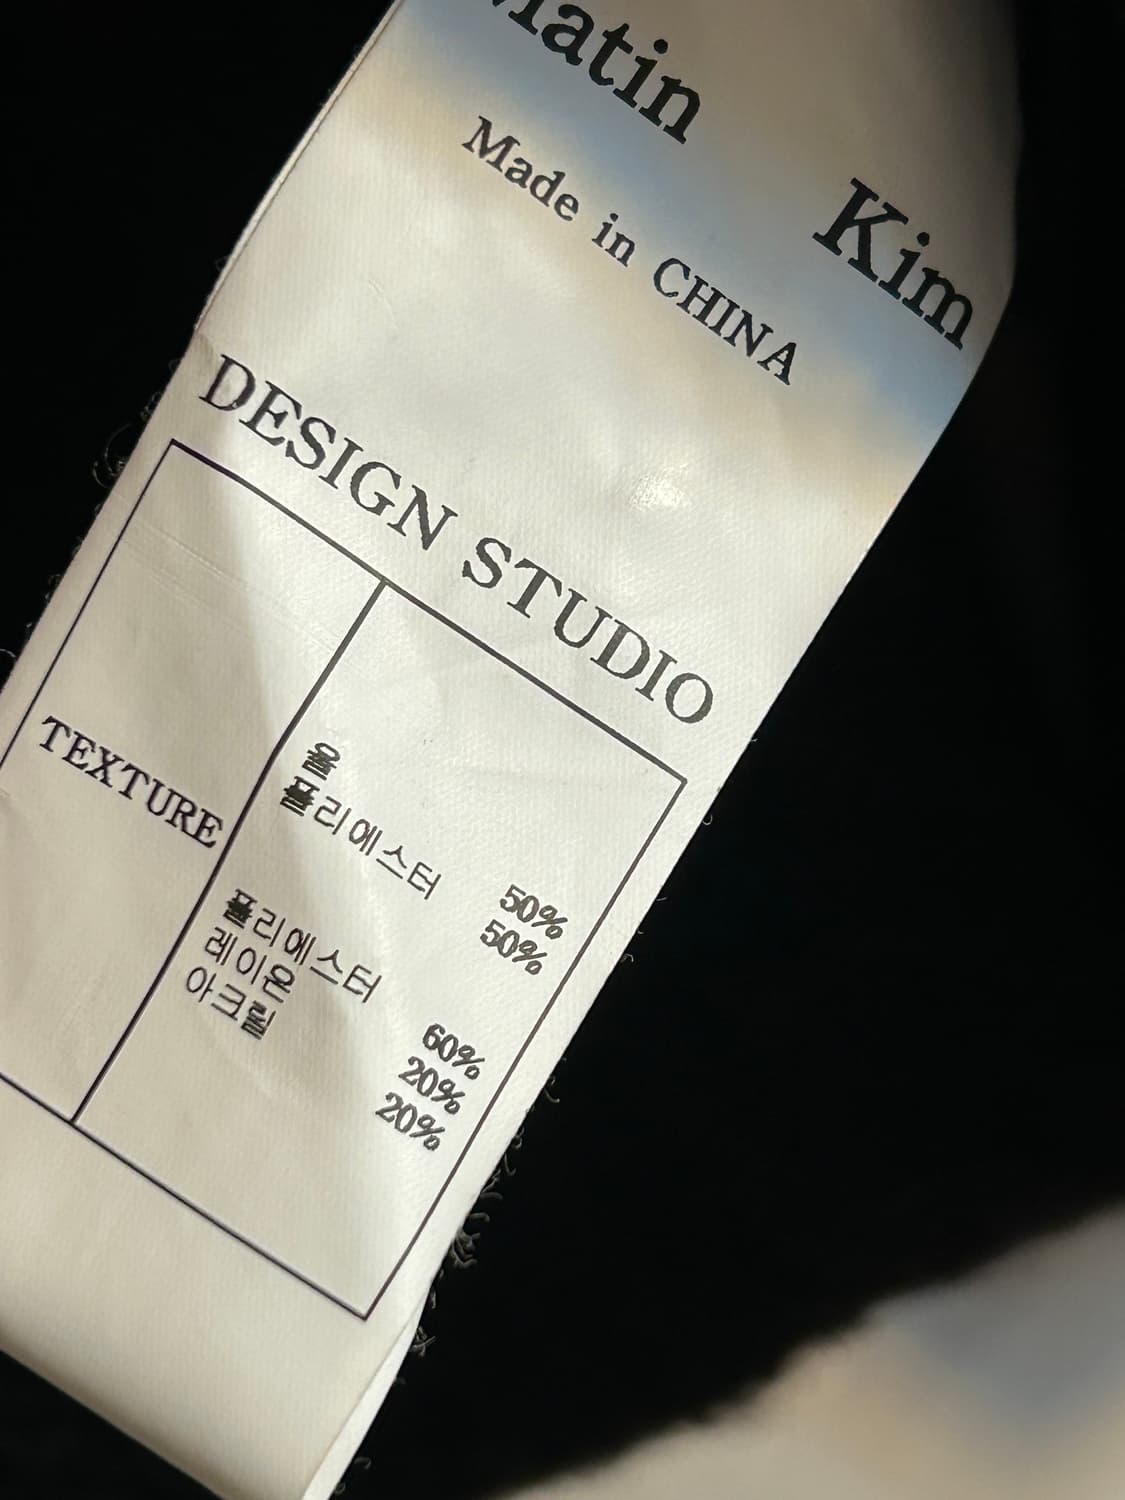 Matin Kim
Made in CHINA
DESIGN STUDIO
TEXTURE
울 50%
폴리에스터 50%
폴리에스터 60%
레이온 20%
아크릴 20%